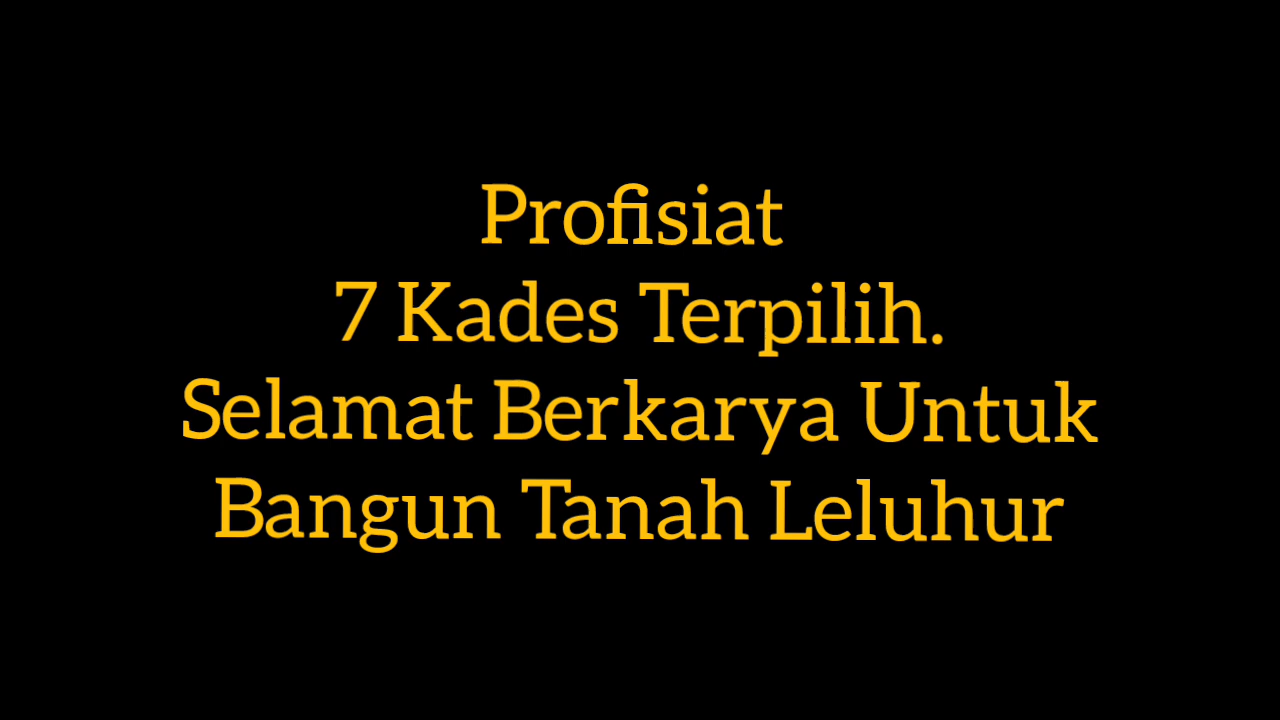 Profisiat
7 Kades Terpilih.
Selamat Berkarya Untuk
Bangun Tanah Leluhur